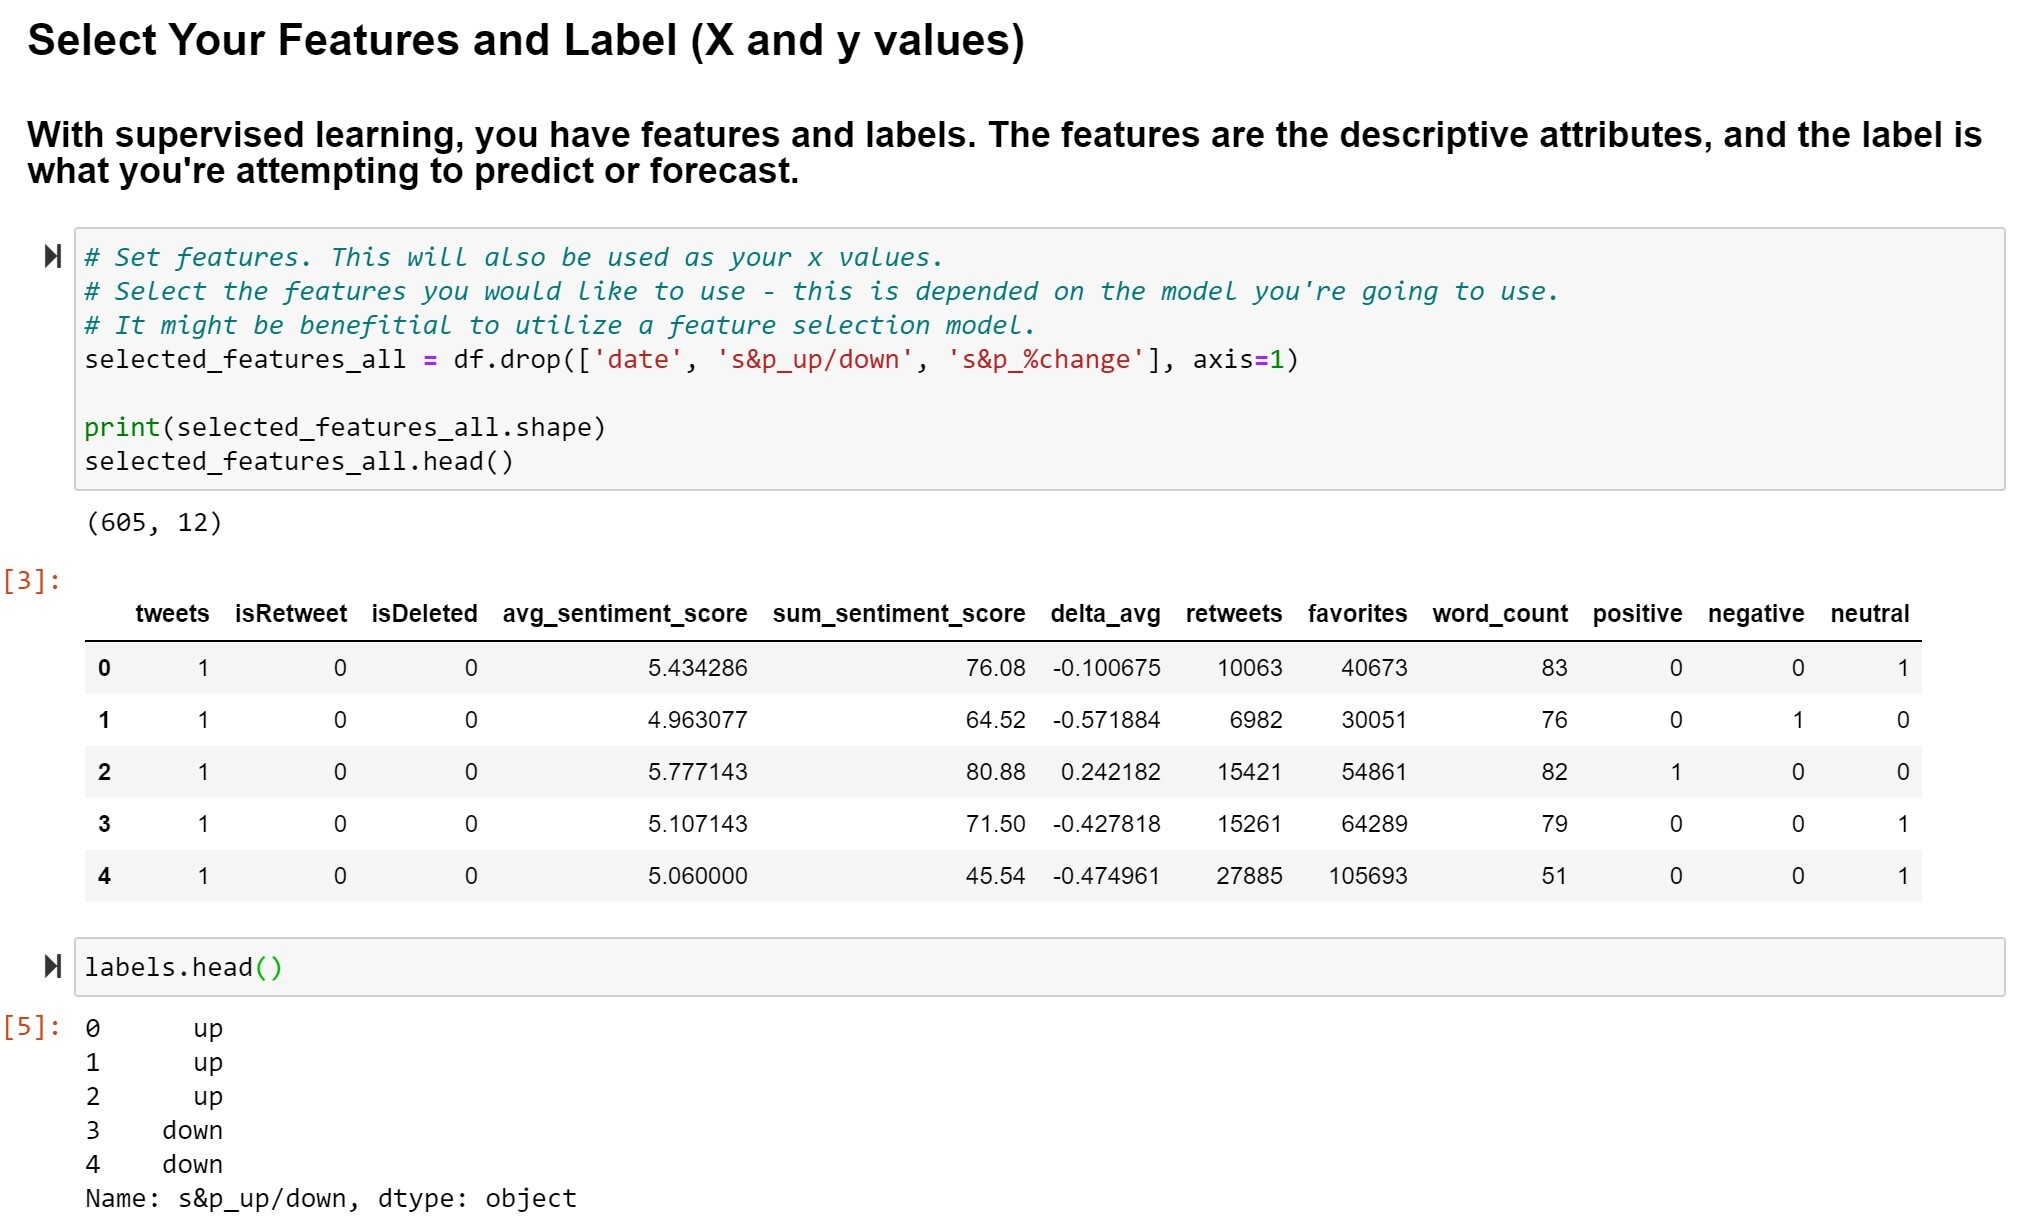 Select Your Features and Label (X and y values)
With supervised learning, you have features and labels. The features are the descriptive attributes, and the label is
what you're attempting to predict or forecast.
# Set features. This will also be used as your x values.
# Select the features you would like to use - this is depended on the model you're going to use.
# It might be benefitial to utilize a feature selection model.
selected_features_all = df.drop(['date', 's&p_up/down', 's&p_%change'], axis=1)
print(selected_features_all.shape)
selected_features_all.head()
(605, 12)
[3]:
tweets isRetweet isDeleted avg_sentiment_score sum_sentiment_score delta_avg retweets favorites word_count positive negative neutral
0 1 0 0 5.434286 76.08 -0.100675 10063 40673 83 0 0 1
1 1 0 0 4.963077 64.52 -0.571884 6982 30051 76 0 1 0
2 1 0 0 5.777143 80.88 0.242182 15421 54861 82 1 0 0
3 1 0 0 5.107143 71.50 -0.427818 15261 64289 79 0 0 1
4 1 0 0 5.060000 45.54 -0.474961 27885 105693 51 0 0 1
labels.head()
[5]: 0 up
1 up
2 up
3 down
4 down
Name: s&p_up/down, dtype: object